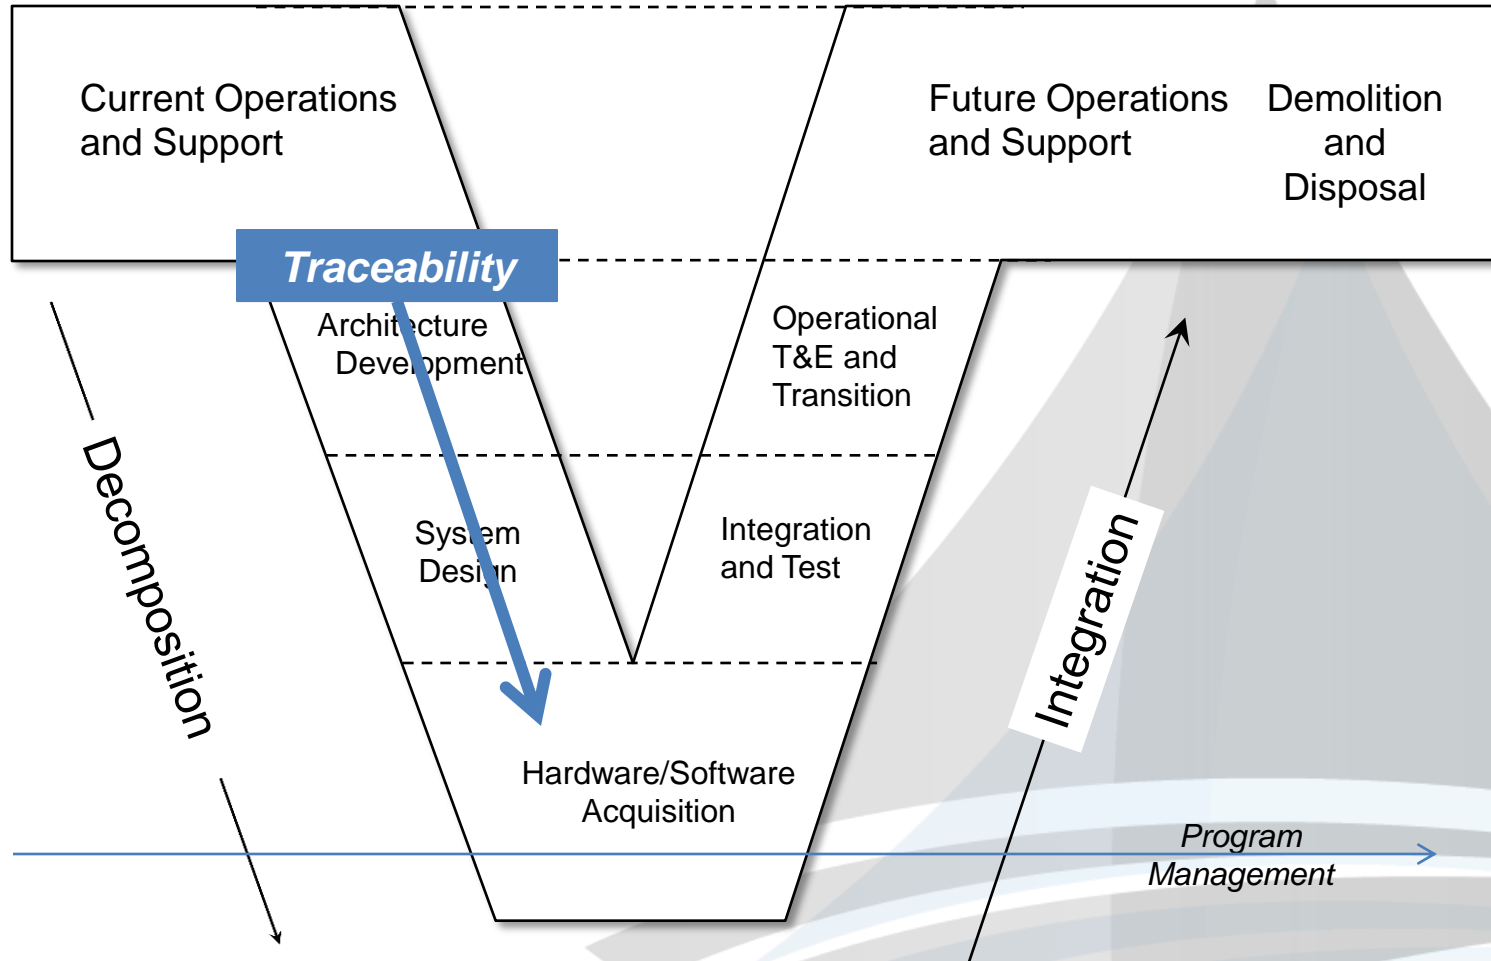 Current Operations
and Support
Future Operations
and Support
Demolition
and
Disposal
Traceability
Architecture
Development
Operational
T&E and
Transition
Decomposition
System
Design
Integration
and Test
Integration
Hardware/Software
Acquisition
Program
Management